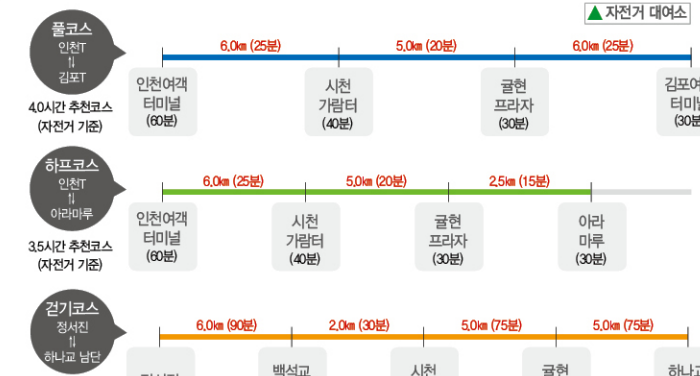 ▲ 자전거 대여소
풀코스
인천T
⇅
김포T
4.0시간 추천코스
(자전거 기준)
6.0km (25분)
5.0km (20분)
6.0km (25분)
인천여객
터미널
(60분)
시천
가람터
(40분)
귤현
프라자
(30분)
김포여
터미
(30분
하프코스
인천T
⇅
아라마루
3.5시간 추천코스
(자전거 기준)
6.0km (25분)
5.0km (20분)
2.5km (15분)
인천여객
터미널
(60분)
시천
가람터
(40분)
귤현
프라자
(30분)
아라
마루
(30분)
걷기코스
정서진
⇅
하나교 남단
6.0km (90분)
2.0km (30분)
5.0km (75분)
5.0km (75분)
백석교
시천
귤현
하나교